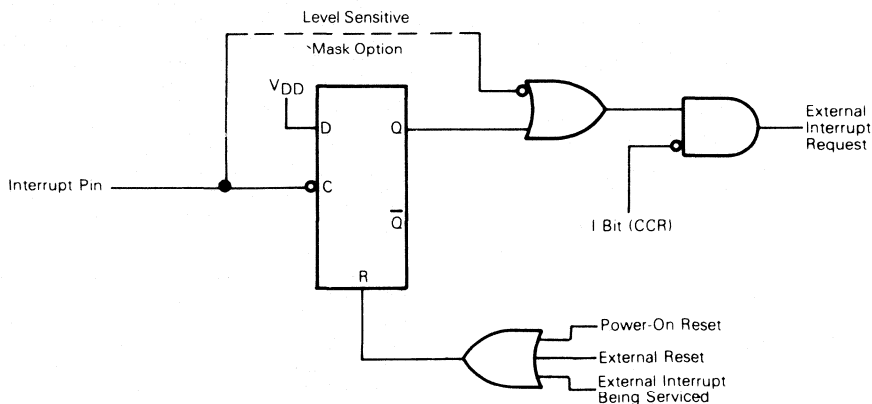 Level Sensitive
Mask Option
VDD
D
Q
External
Interrupt
Request
Interrupt Pin
C
Q̅
I Bit (CCR)
R
Power-On Reset
External Reset
External Interrupt
Being Serviced